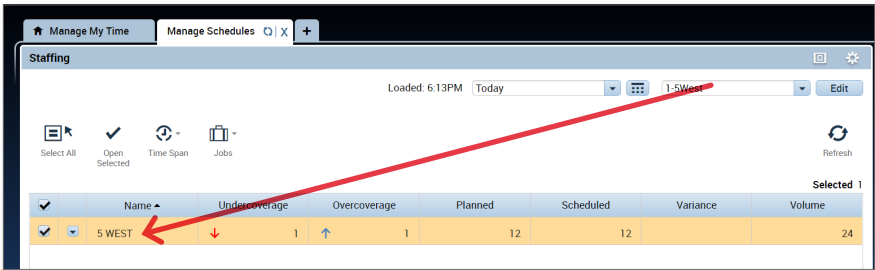 Manage My Time
Manage Schedules X +
Staffing
Loaded: 6:13PM Today 1-5West Edit
Select All Open Selected Time Span Jobs Refresh
Selected 1
Name Undercoverage Overcoverage Planned Scheduled Variance Volume
5 WEST 1 1 12 12 24